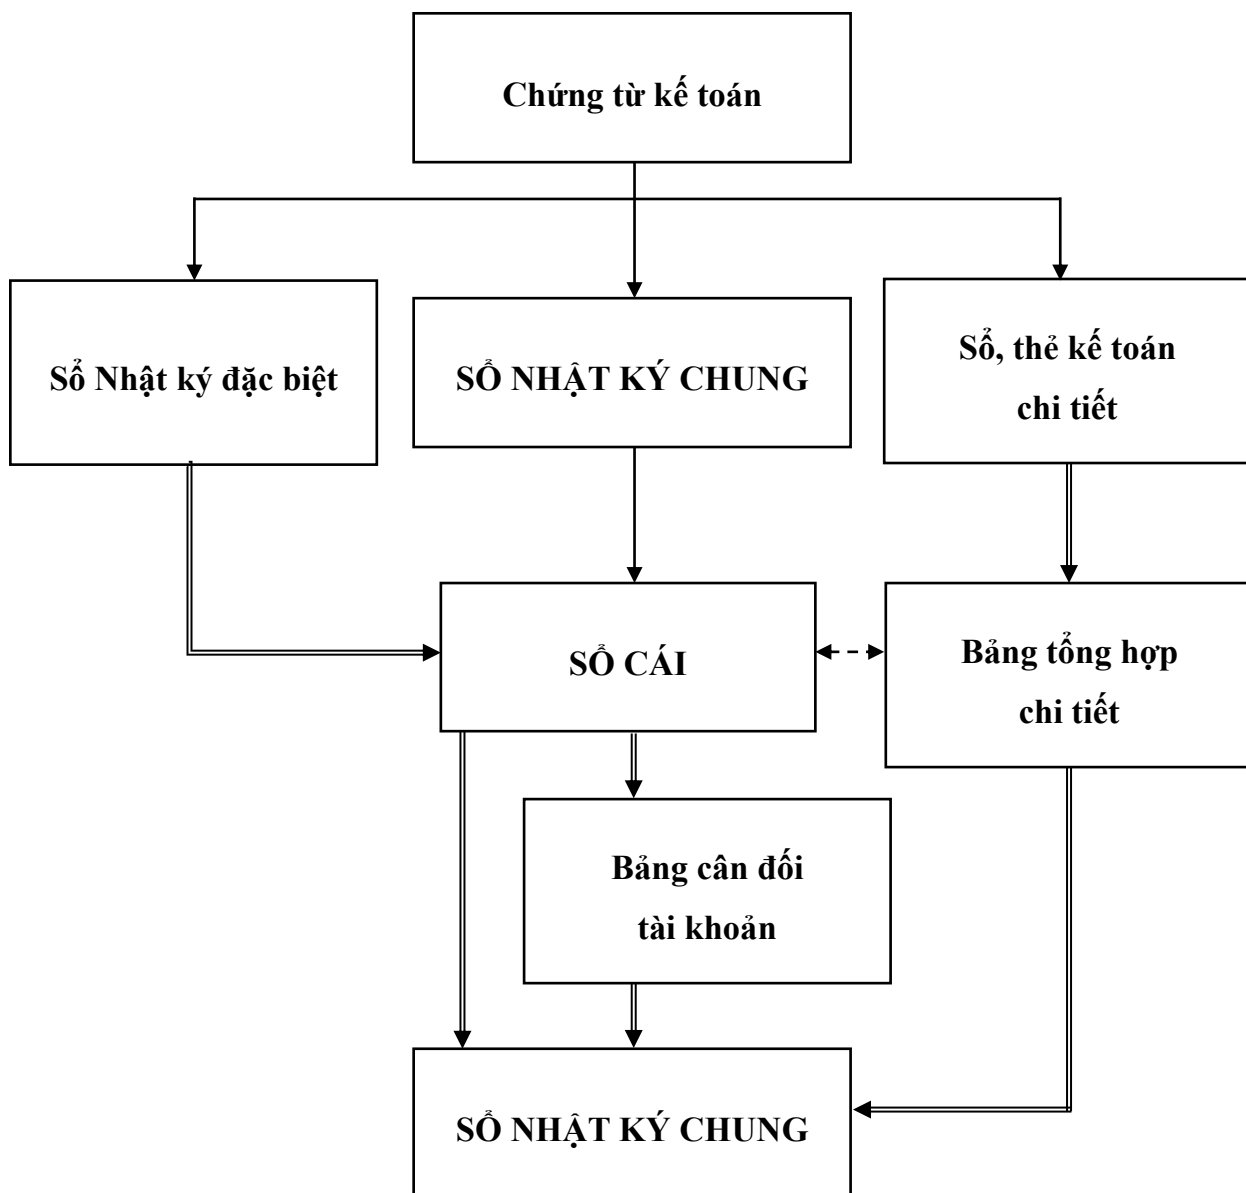 Chứng từ kế toán
Sổ Nhật ký đặc biệt
SỔ NHẬT KÝ CHUNG
Sổ, thẻ kế toán
chi tiết
SỔ CÁI
Bảng tổng hợp
chi tiết
Bảng cân đối
tài khoản
SỔ NHẬT KÝ CHUNG